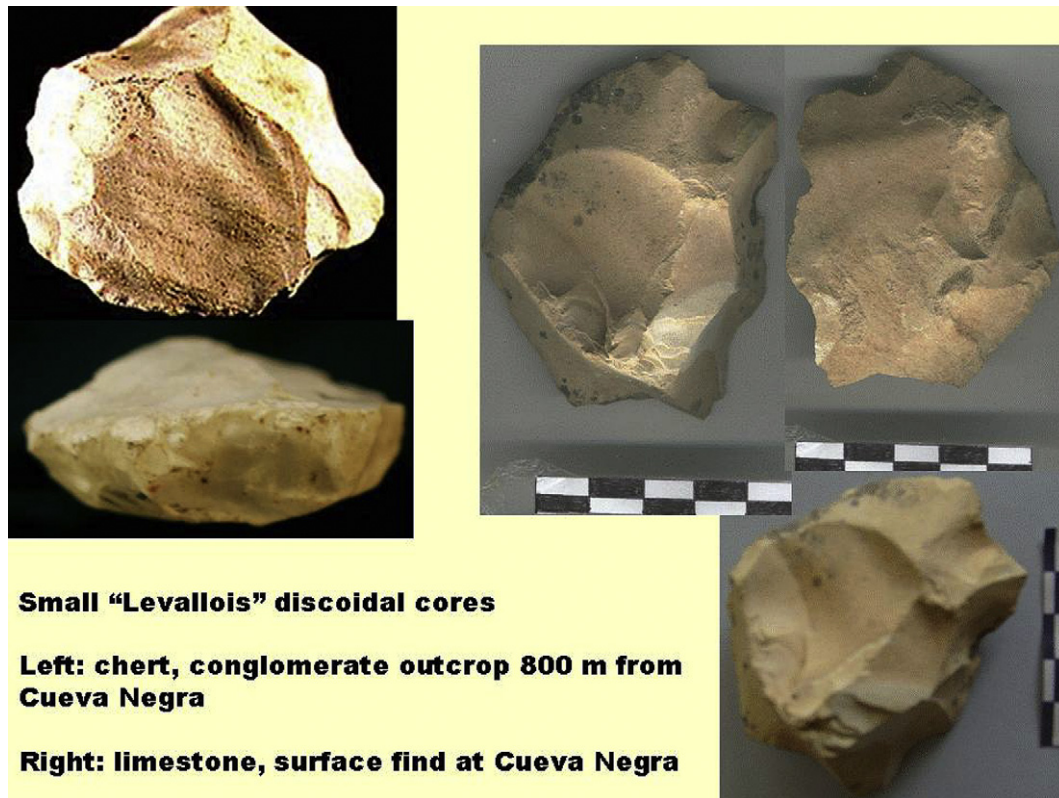 Small “Levallois” discoidal cores
Left: chert, conglomerate outcrop 800 m from
Cueva Negra
Right: limestone, surface find at Cueva Negra